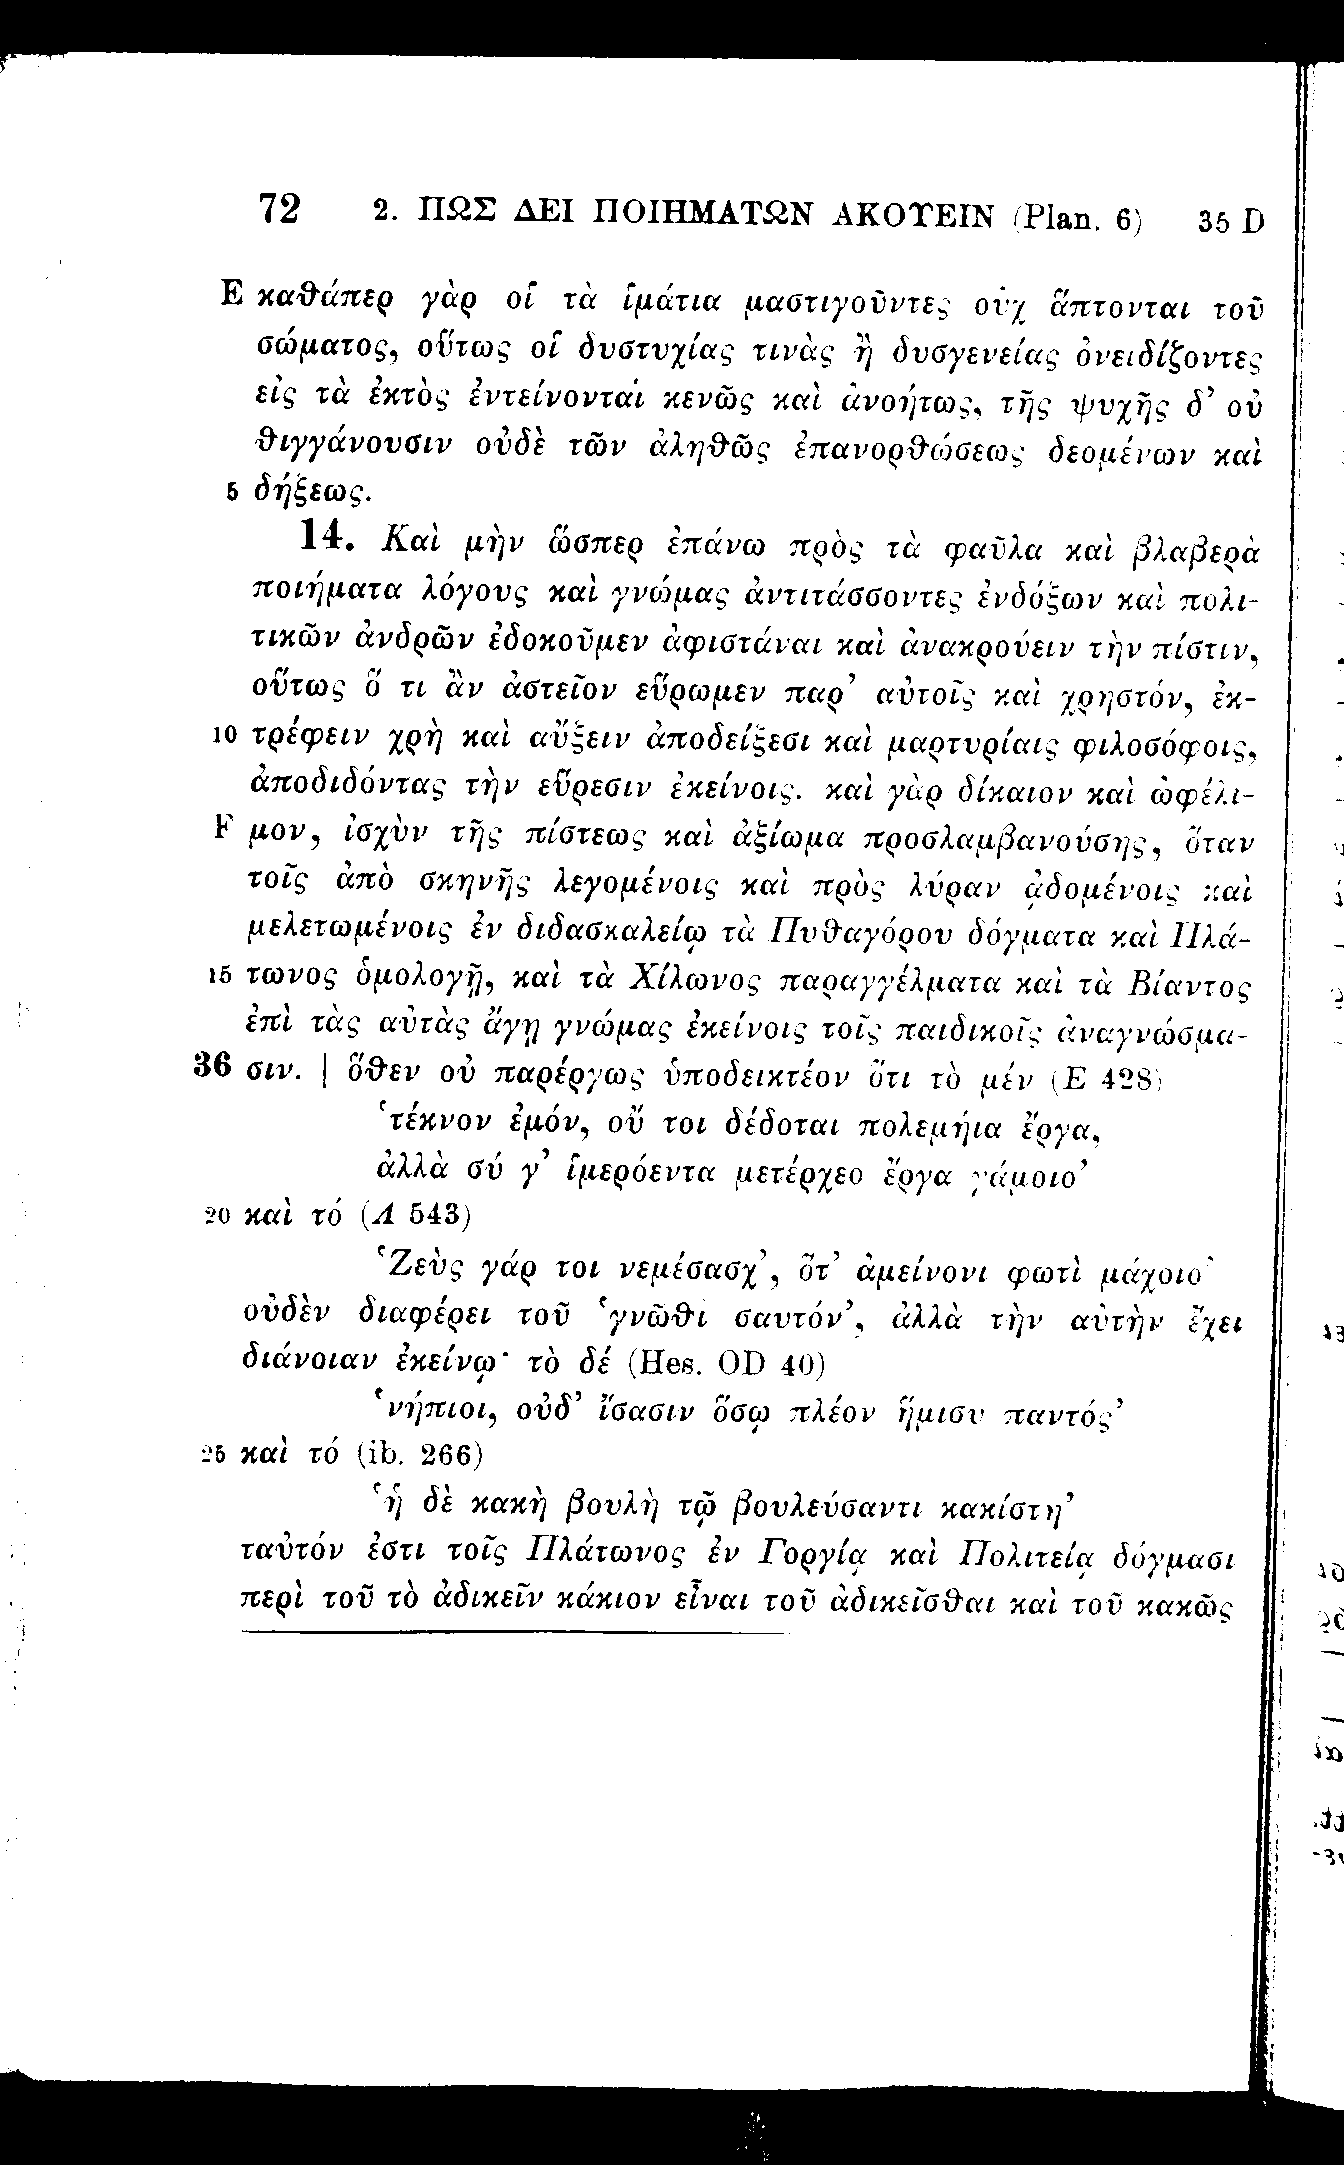 72 2. ΠΩΣ ΔΕΙ ΠΟΙΗΜΑΤΩΝ ΑΚΟΥΕΙΝ (Plan. 6) 35 D
E καθάπερ γὰρ οἱ τὰ ἱμάτια μαστιγοῦντες οὐχ ἅπτονται τοῦ
σώματος, οὕτως οἱ δυστυχίας τινὰς ἢ δυσγενείας ὀνειδίζοντες
εἰς τὰ ἐκτὸς ἐντείνονται κενῶς καὶ ἀνοήτως, τῆς ψυχῆς δ’ οὐ
θιγγάνουσιν οὐδὲ τῶν ἀληθῶς ἐπανορθώσεως δεομένων καὶ
5 δήξεως.
14. Καὶ μὴν ὥσπερ ἐπάνω πρὸς τὰ φαῦλα καὶ βλαβερὰ
ποιήματα λόγους καὶ γνώμας ἀντιτάσσοντες ἐνδόξων καὶ πολι-
τικῶν ἀνδρῶν ἐδοκοῦμεν ἀφιστάναι καὶ ἀνακρούειν τὴν πίστιν,
οὕτως ὅ τι ἂν ἀστεῖον εὕρωμεν παρ’ αὐτοῖς καὶ χρηστόν, ἐκ-
10 τρέφειν χρὴ καὶ αὔξειν ἀποδείξεσι καὶ μαρτυρίαις φιλοσόφοις,
ἀποδιδόντας τὴν εὕρεσιν ἐκείνοις. καὶ γὰρ δίκαιον καὶ ὠφέλι-
F μον, ἰσχὺν τῆς πίστεως καὶ ἀξίωμα προσλαμβανούσης, ὅταν
τοῖς ἀπὸ σκηνῆς λεγομένοις καὶ πρὸς λύραν ᾀδομένοις καὶ
μελετωμένοις ἐν διδασκαλείῳ τὰ Πυθαγόρου δόγματα καὶ Πλά-
15 τωνος ὁμολογῇ, καὶ τὰ Χίλωνος παραγγέλματα καὶ τὰ Βίαντος
ἐπὶ τὰς αὐτὰς ἄγῃ γνώμας ἐκείνοις τοῖς παιδικοῖς ἀναγνώσμα-
36 σιν. | ὅθεν οὐ παρέργως ὑποδεικτέον ὅτι τὸ μέν (E 428)
‘τέκνον ἐμόν, οὔ τοι δέδοται πολεμήια ἔργα,
ἀλλὰ σύ γ’ ἱμερόεντα μετέρχεο ἔργα γάμοιο’
20 καὶ τό (Λ 543)
‘Ζεὺς γάρ τοι νεμέσασχ’, ὅτ’ ἀμείνονι φωτὶ μάχοιο’
οὐδὲν διαφέρει τοῦ ‘γνῶθι σαυτόν’, ἀλλὰ τὴν αὐτὴν ἔχει
διάνοιαν ἐκείνῳ· τὸ δέ (Hes. OD 40)
‘νήπιοι, οὐδ’ ἴσασιν ὅσῳ πλέον ἥμισυ παντός’
25 καὶ τό (ib. 266)
‘ἡ δὲ κακὴ βουλὴ τῷ βουλεύσαντι κακίστη’
ταὐτόν ἐστι τοῖς Πλάτωνος ἐν Γοργίᾳ καὶ Πολιτείᾳ δόγμασι
περὶ τοῦ τὸ ἀδικεῖν κάκιον εἶναι τοῦ ἀδικεῖσθαι καὶ τοῦ κακῶς